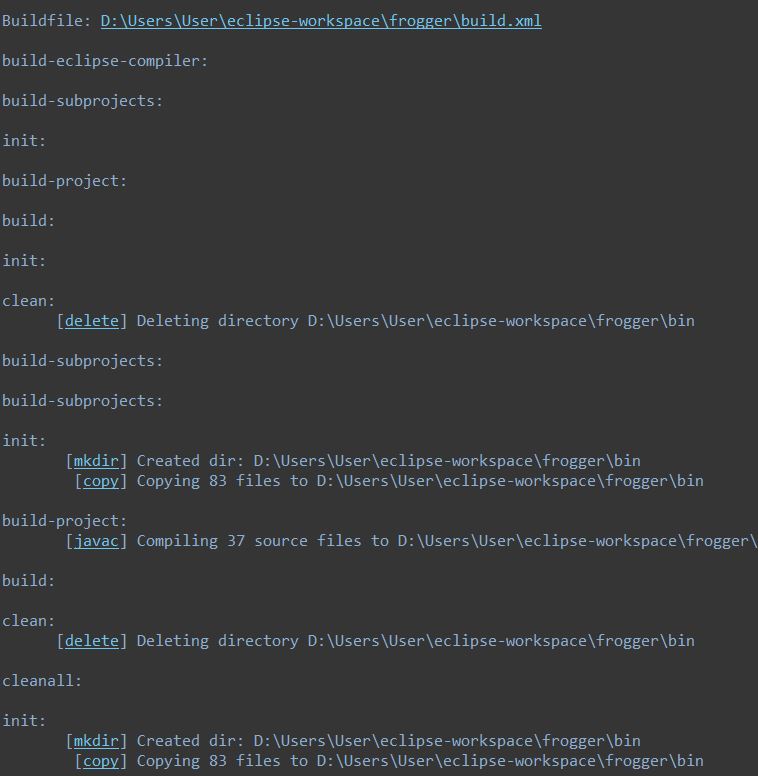 Buildfile: D:\Users\User\eclipse-workspace\frogger\build.xml
build-eclipse-compiler:
build-subprojects:
init:
build-project:
build:
init:
clean:
[delete] Deleting directory D:\Users\User\eclipse-workspace\frogger\bin
build-subprojects:
build-subprojects:
init:
[mkdir] Created dir: D:\Users\User\eclipse-workspace\frogger\bin
[copy] Copying 83 files to D:\Users\User\eclipse-workspace\frogger\bin
build-project:
[javac] Compiling 37 source files to D:\Users\User\eclipse-workspace\frogger\
build:
clean:
[delete] Deleting directory D:\Users\User\eclipse-workspace\frogger\bin
cleanall:
init:
[mkdir] Created dir: D:\Users\User\eclipse-workspace\frogger\bin
[copy] Copying 83 files to D:\Users\User\eclipse-workspace\frogger\bin